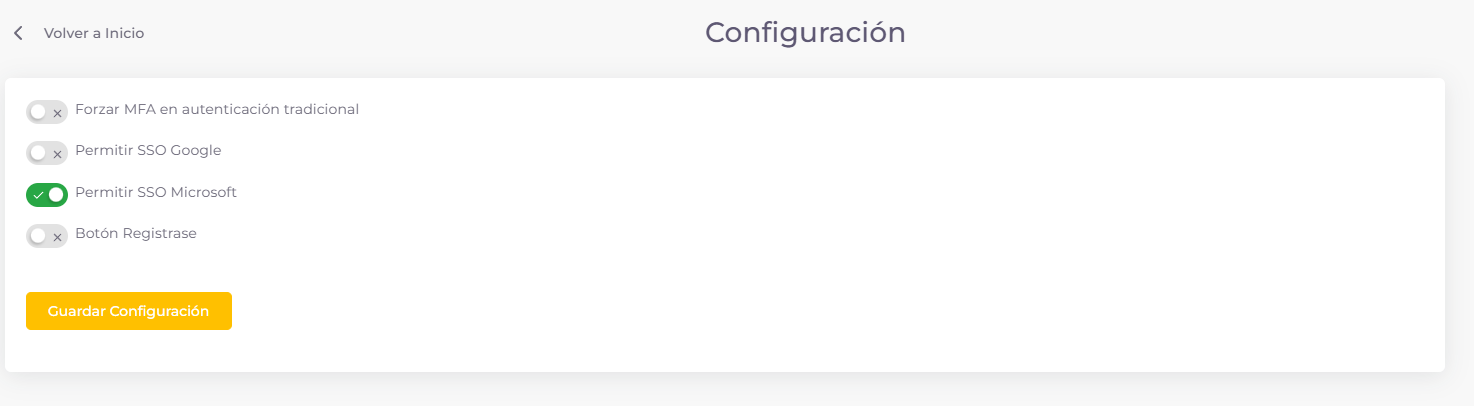 Volver a Inicio
Configuración
Forzar MFA en autenticación tradicional
Permitir SSO Google
Permitir SSO Microsoft
Botón Registrase
Guardar Configuración